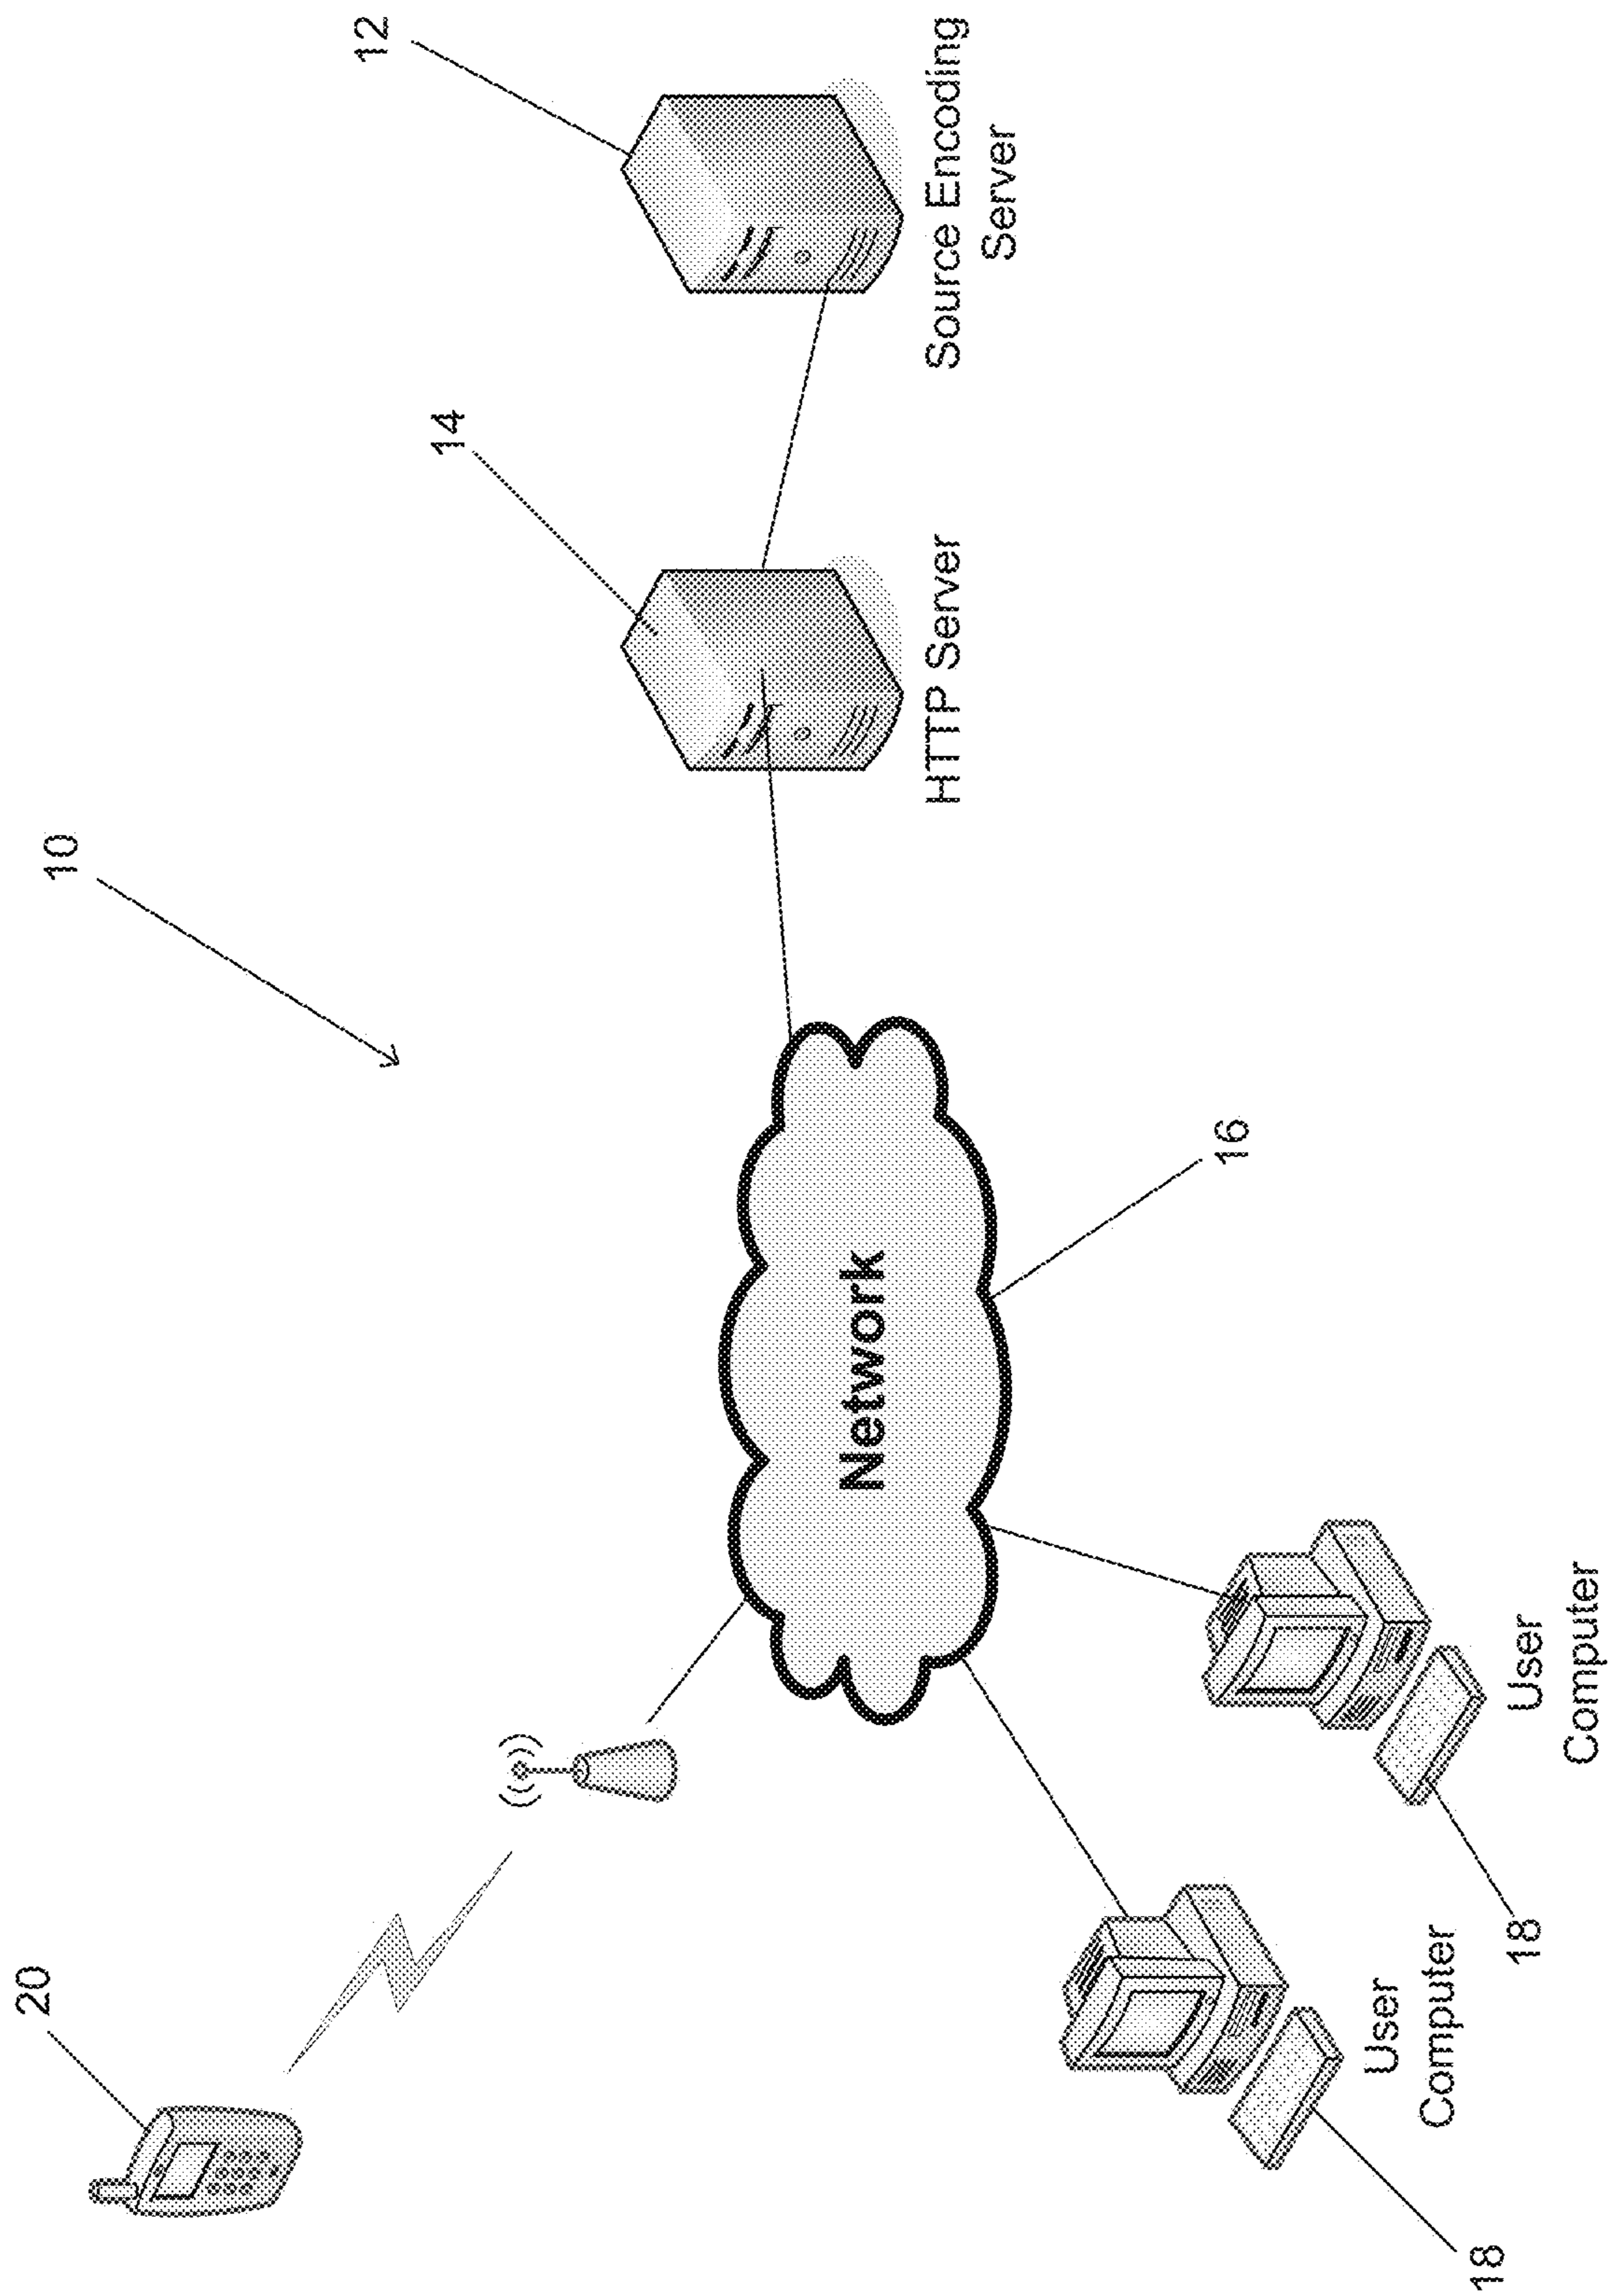 20
10
14
12
Network
HTTP Server
Source Encoding
Server
16
User
Computer
18
User
Computer
18